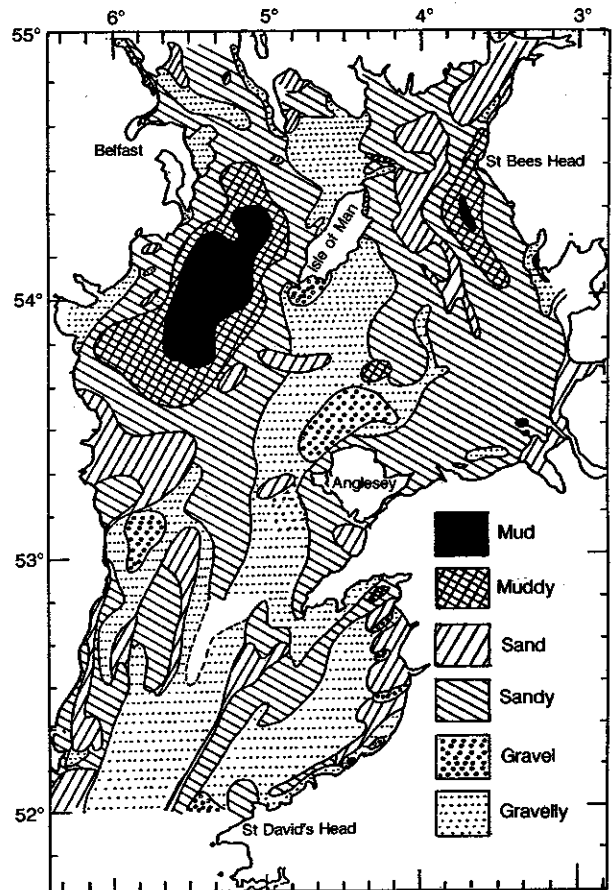 6° 5° 4° 3°
55°
Belfast
St Bees Head
Isle of Man
54°
Anglesey
53°
Mud
Muddy
Sand
Sandy
Gravel
Gravelly
52°
St David's Head